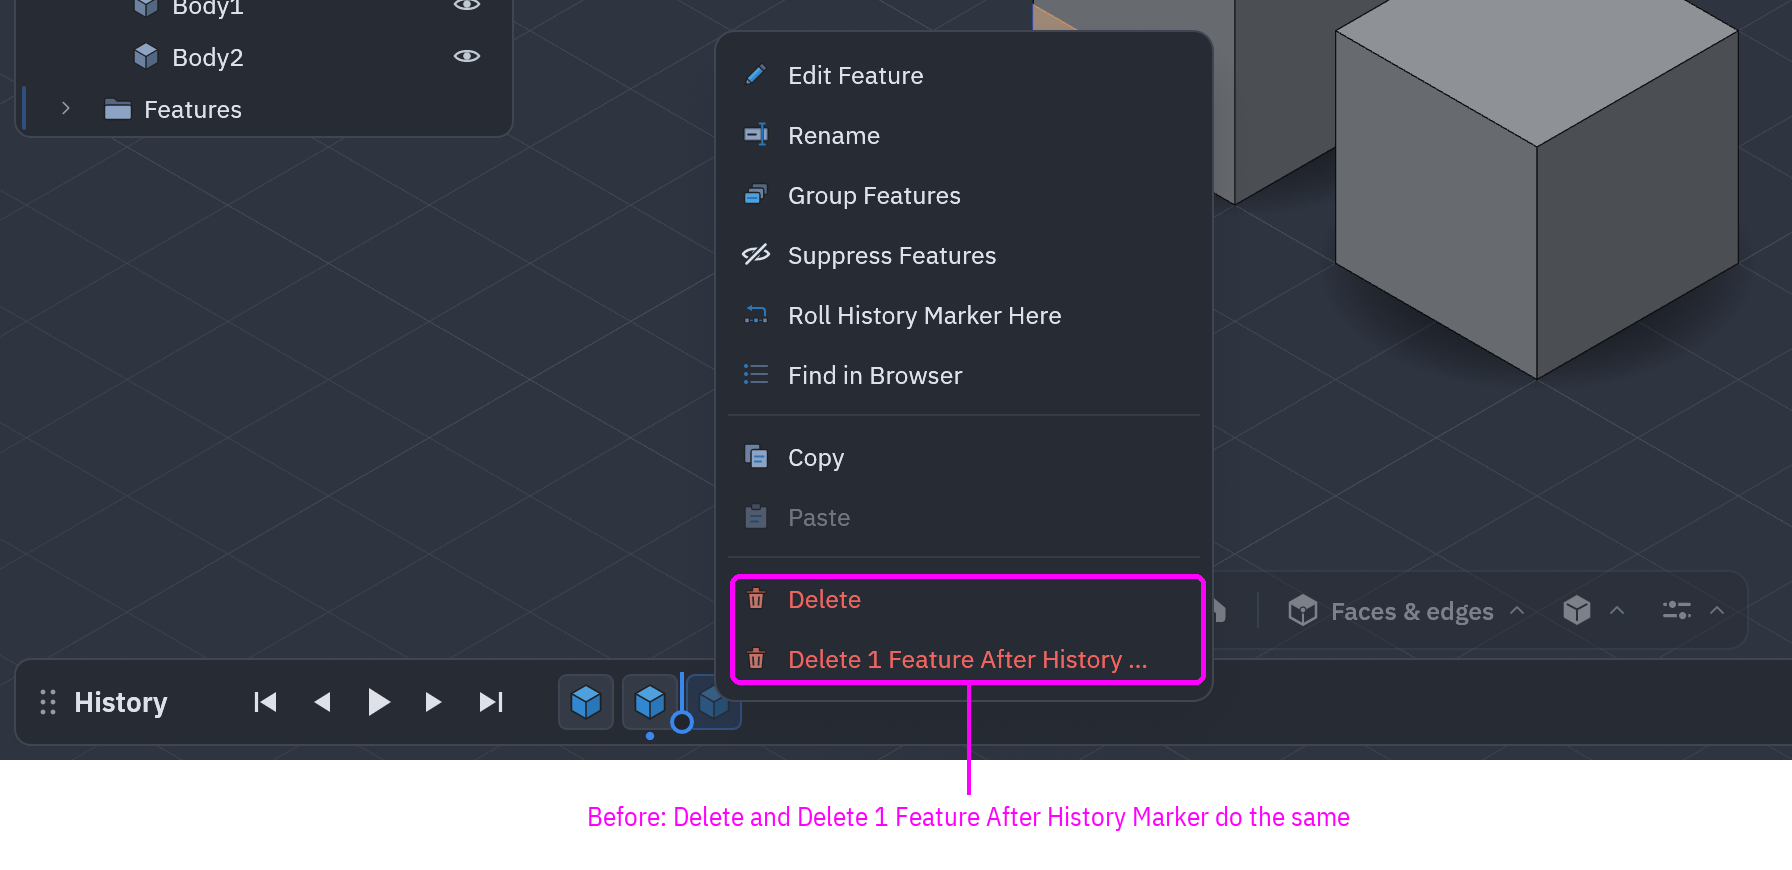 Body1
Body2
Features
Edit Feature
Rename
Group Features
Suppress Features
Roll History Marker Here
Find in Browser
Copy
Paste
Delete
Delete 1 Feature After History ...
Faces & edges
History
Before: Delete and Delete 1 Feature After History Marker do the same